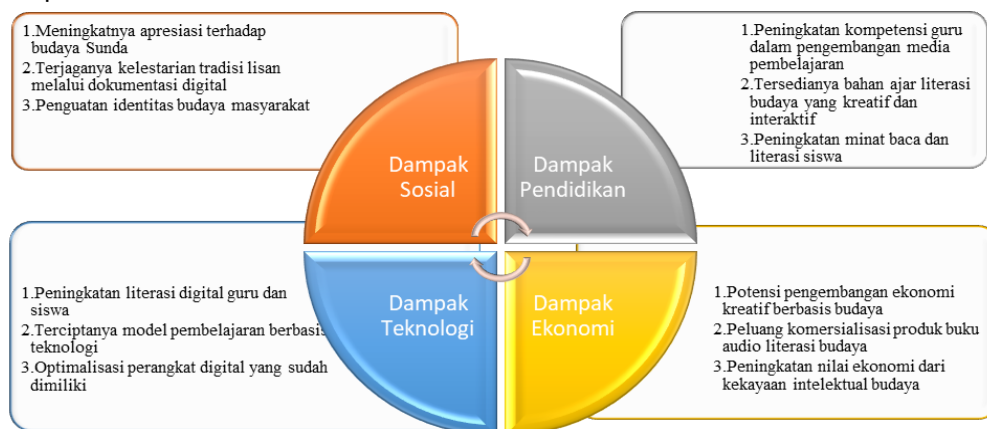 1.Meningkatnya apresiasi terhadap
budaya Sunda
2.Terjaganya kelestarian tradisi lisan
melalui dokumentasi digital
3.Penguatan identitas budaya masyarakat
1.Peningkatan kompetensi guru
dalam pengembangan media
pembelajaran
2.Tersedianya bahan ajar literasi
budaya yang kreatif dan
interaktif
3.Peningkatan minat baca dan
literasi siswa
Dampak
Sosial
Dampak
Pendidikan
Dampak
Teknologi
Dampak
Ekonomi
1.Peningkatan literasi digital guru dan
siswa
2.Terciptanya model pembelajaran berbasis
teknologi
3.Optimalisasi perangkat digital yang sudah
dimiliki
1.Potensi pengembangan ekonomi
kreatif berbasis budaya
2.Peluang komersialisasi produk buku
audio literasi budaya
3.Peningkatan nilai ekonomi dari
kekayaan intelektual budaya